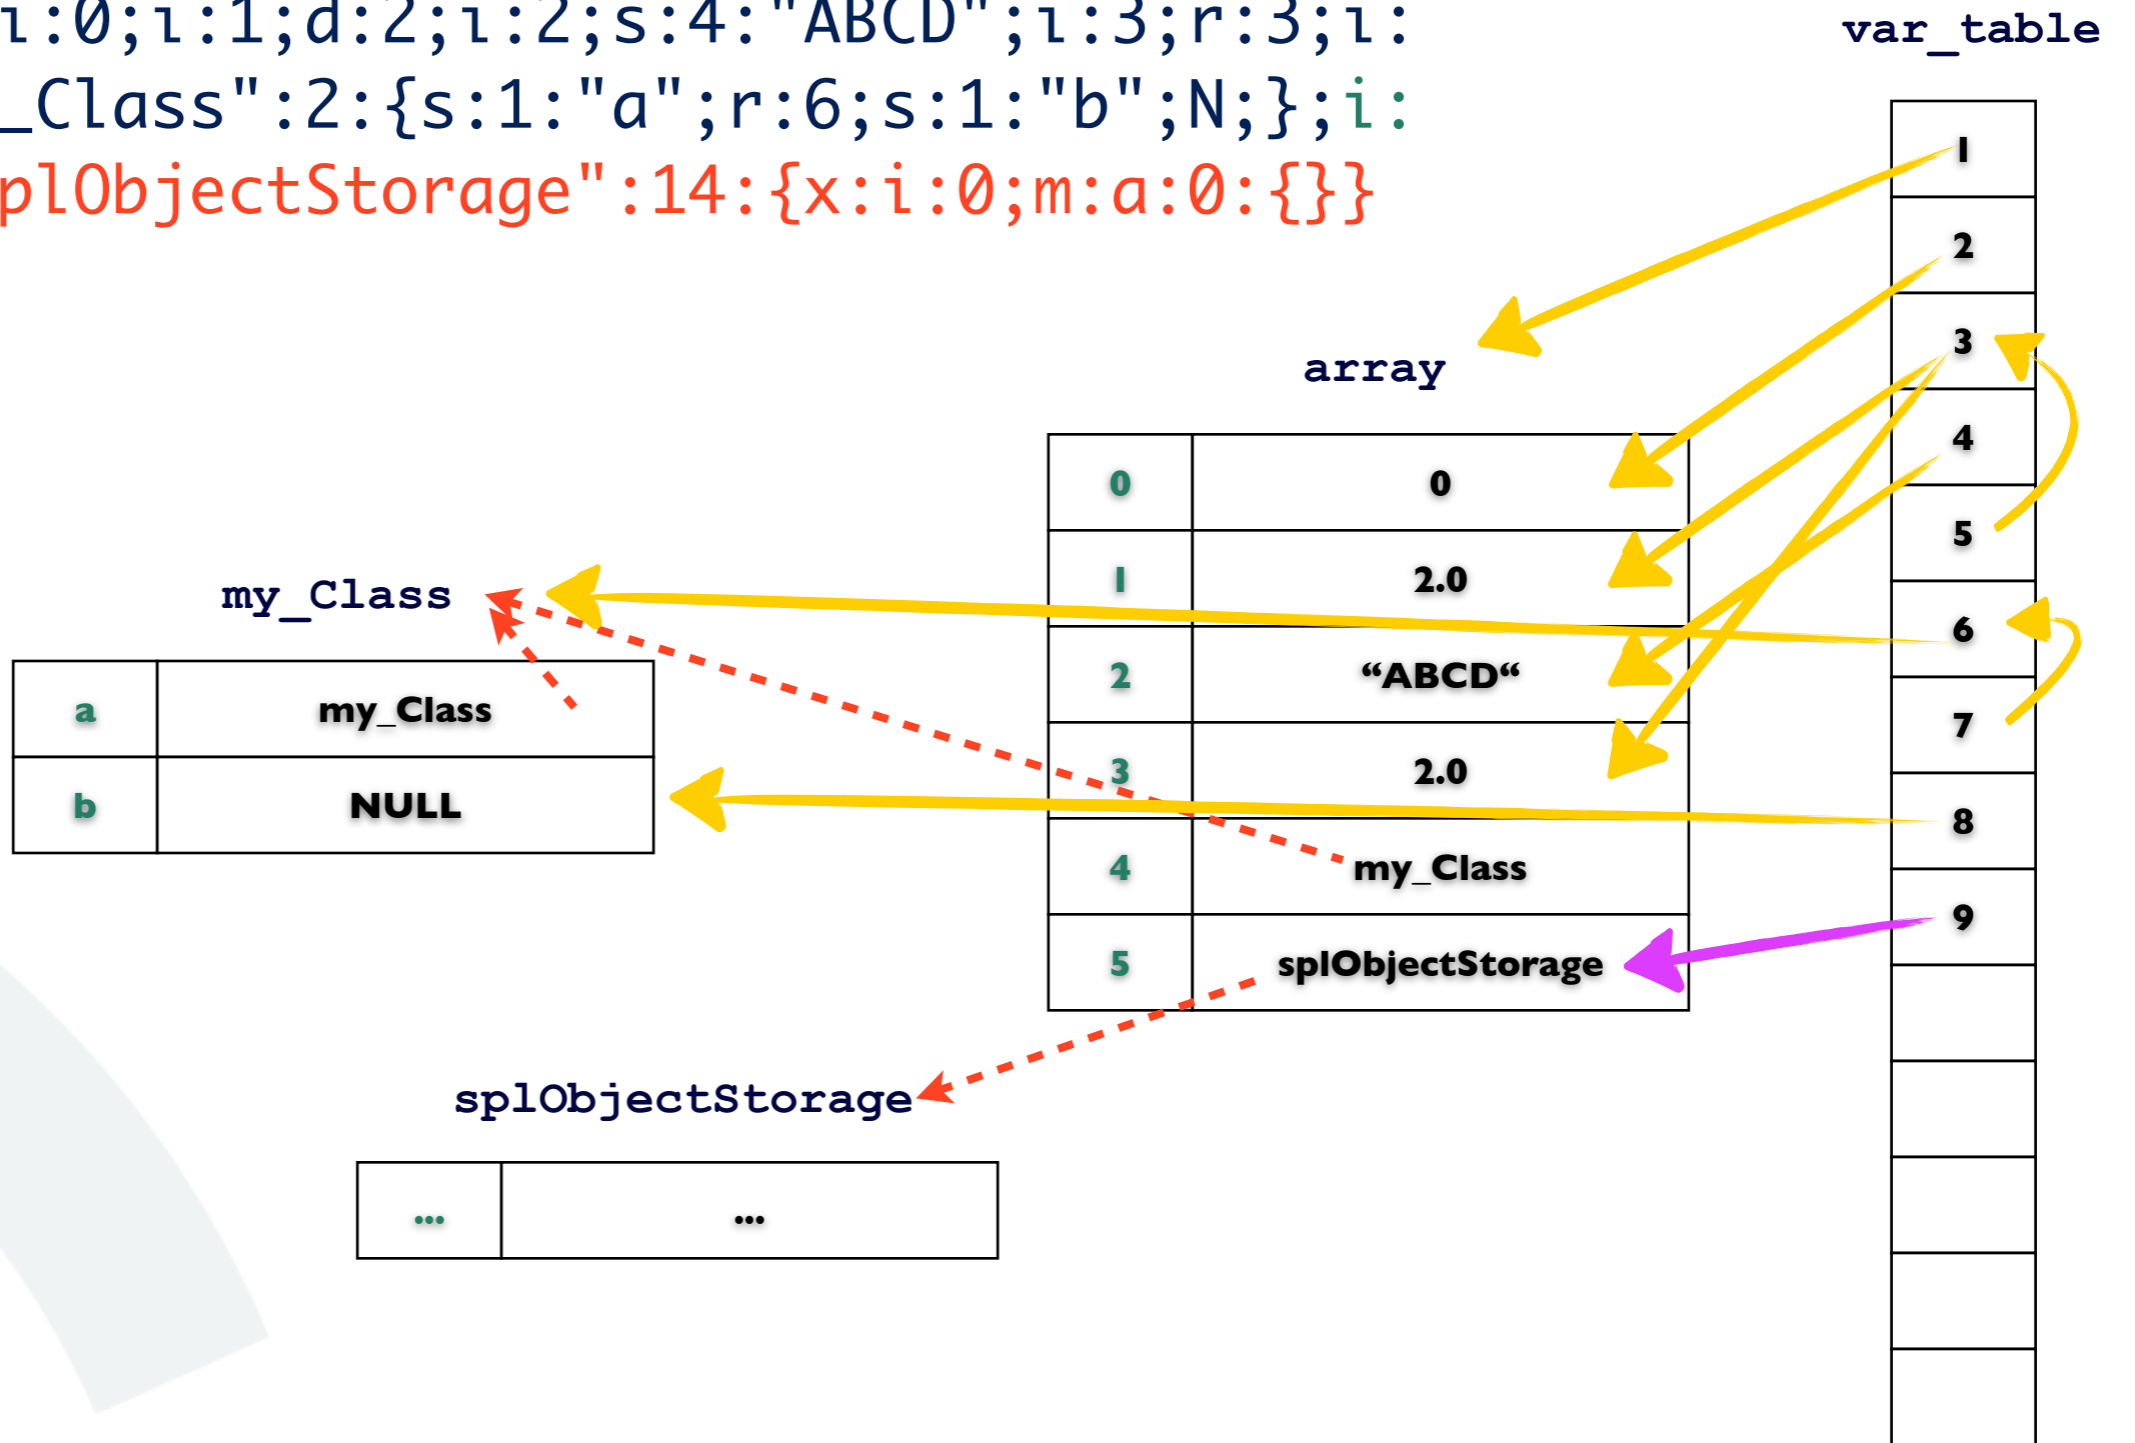 i:0;i:1;d:2;i:2;s:4:"ABCD";i:3;r:3;i:
_Class":2:{s:1:"a";r:6;s:1:"b";N;};i:
plObjectStorage":14:{x:i:0;m:a:0:{}}
var_table
1
2
3
4
5
6
7
8
9
array
0 0
1 2.0
2 “ABCD“
3 2.0
4 my_Class
5 splObjectStorage
my_Class
a my_Class
b NULL
splObjectStorage
... ...